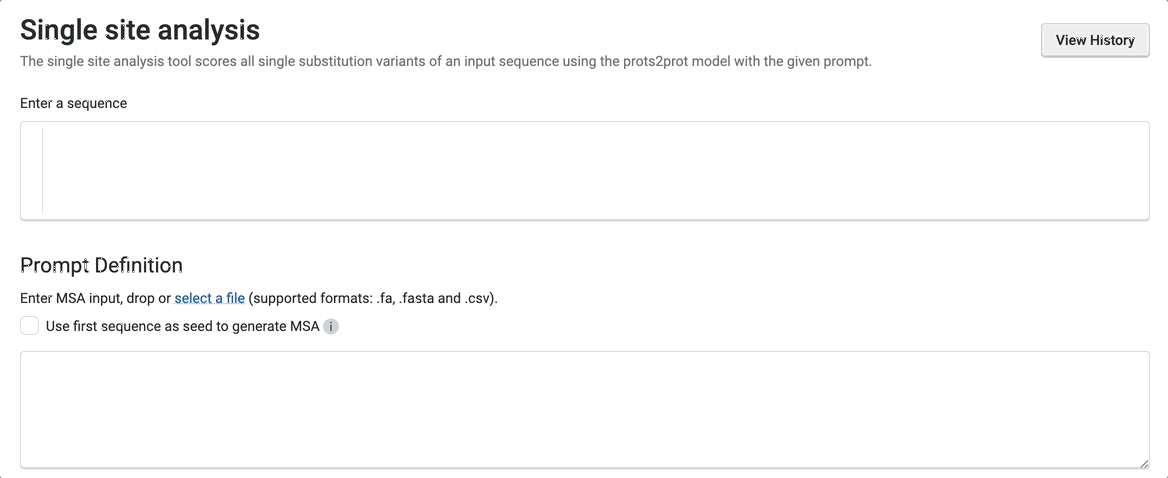 Single site analysis
View History
The single site analysis tool scores all single substitution variants of an input sequence using the prots2prot model with the given prompt.
Enter a sequence
Prompt Definition
Enter MSA input, drop or select a file (supported formats: .fa, .fasta and .csv).
Use first sequence as seed to generate MSA i